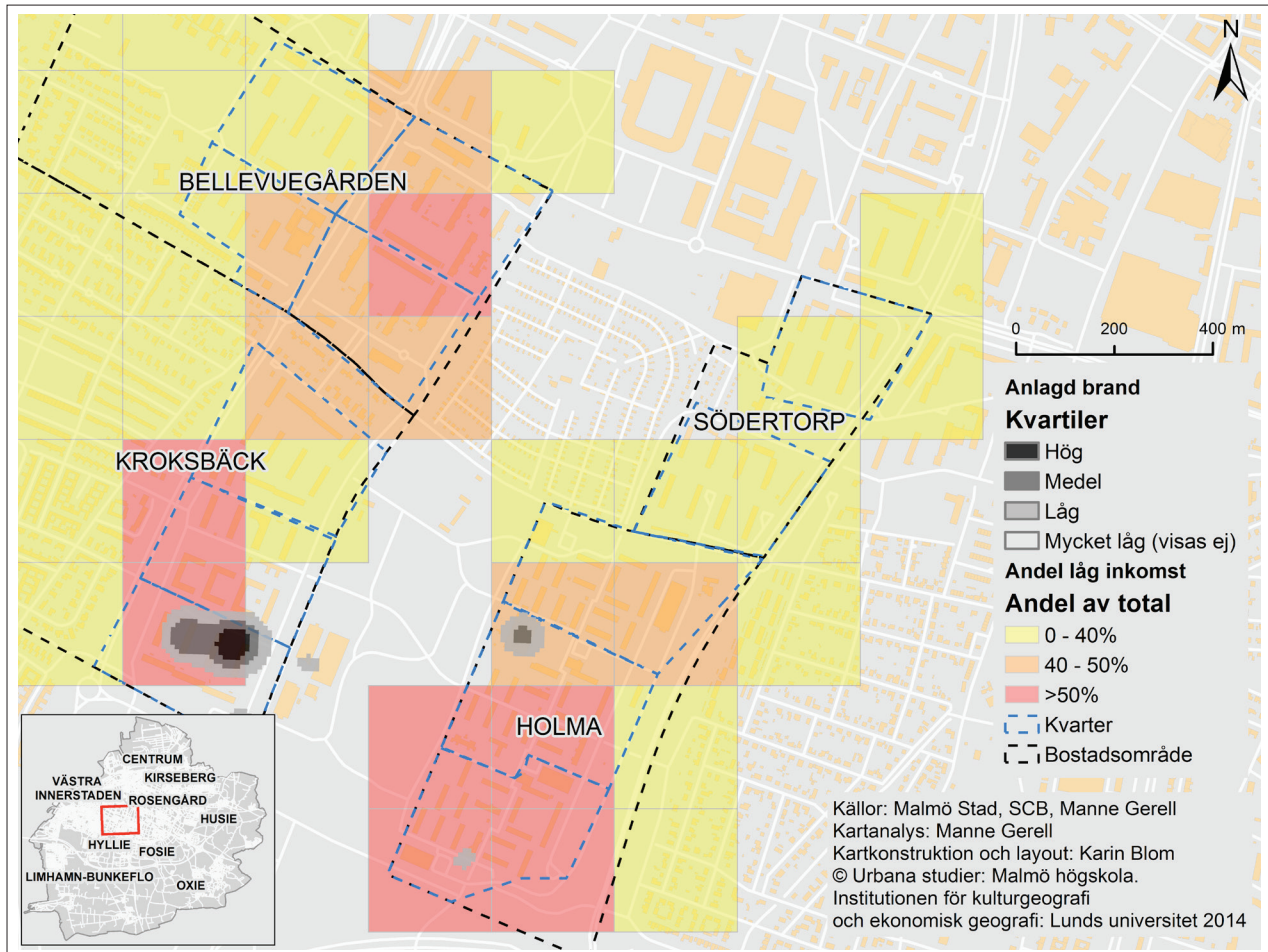 N
BELLEVUEGÅRDEN
0 200 400 m
SÖDERTORP
KROKSBÄCK
HOLMA
Anlagd brand
Kvartiler
Hög
Medel
Låg
Mycket låg (visas ej)
Andel låg inkomst
Andel av total
0 - 40%
40 - 50%
>50%
Kvarter
Bostadsområde
CENTRUM
KIRSEBERG
VÄSTRA
INNERSTADEN
ROSENGÅRD
HUSIE
HYLLIE
FOSIE
LIMHAMN-BUNKEFLO
OXIE
Källor: Malmö Stad, SCB, Manne Gerell
Kartanalys: Manne Gerell
Kartkonstruktion och layout: Karin Blom
© Urbana studier: Malmö högskola.
Institutionen för kulturgeografi
och ekonomisk geografi: Lunds universitet 2014